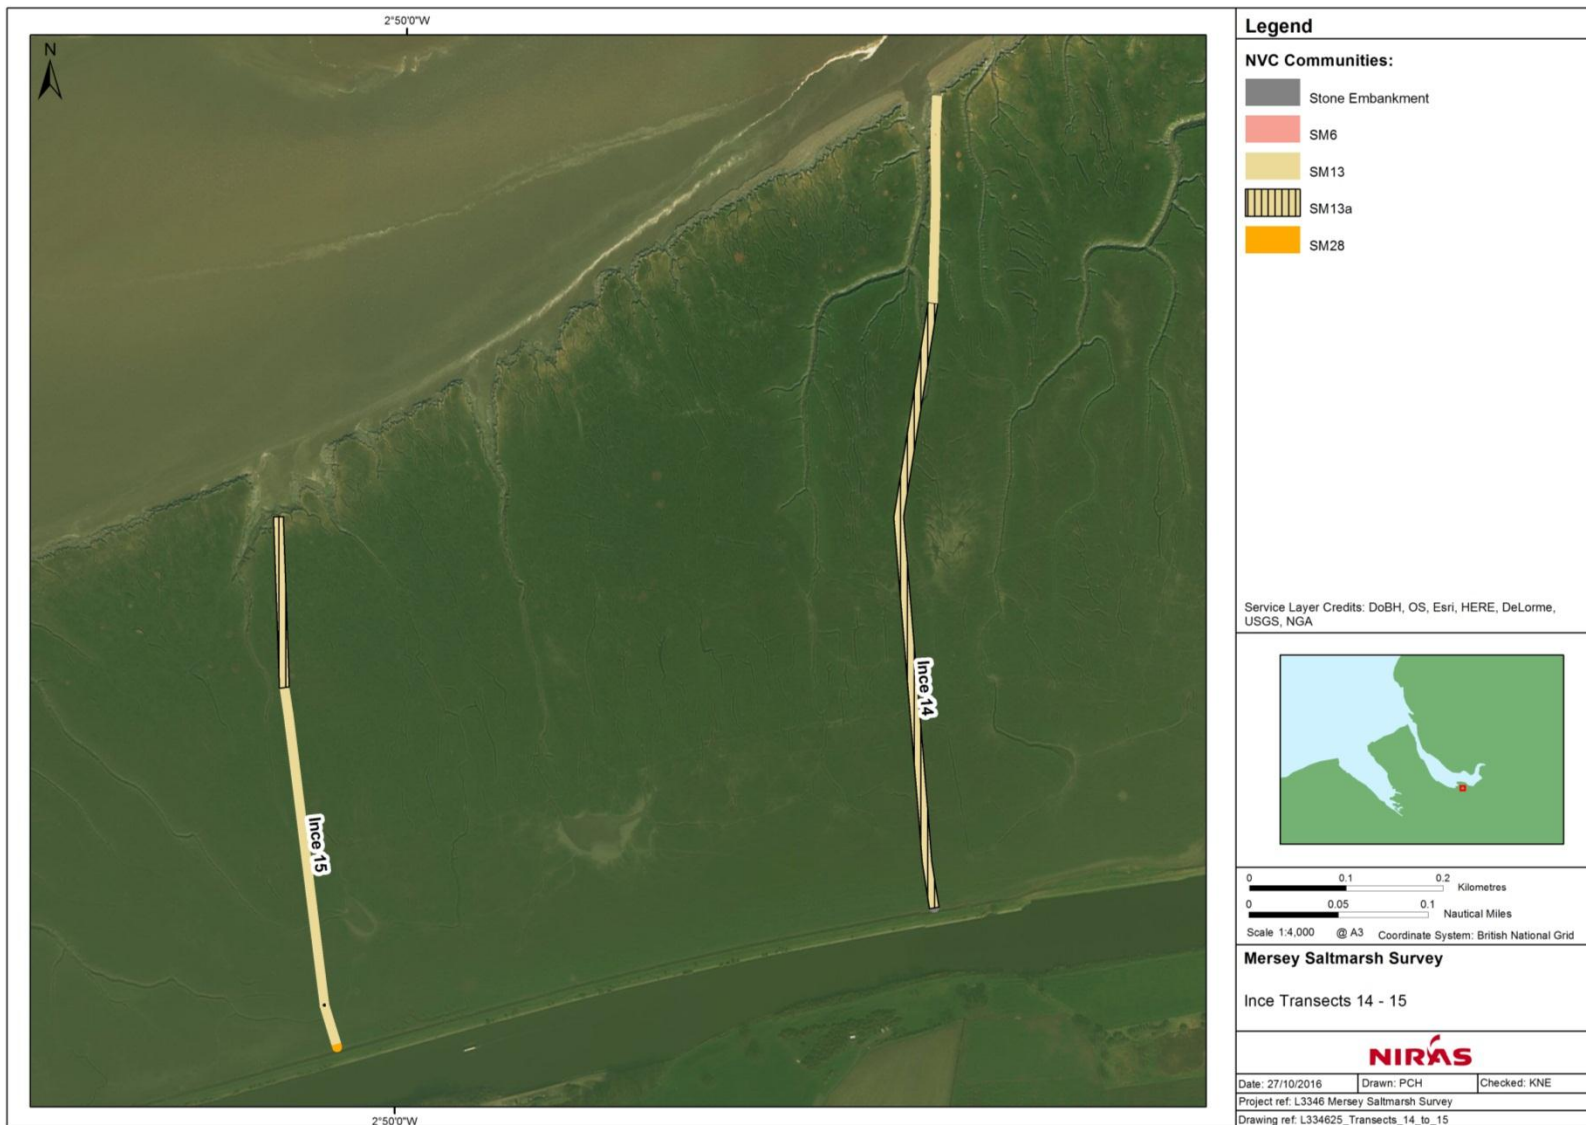 2°50'0"W
N
Ince 14
Ince 15
2°50'0"W
Legend
NVC Communities:
Stone Embankment
SM6
SM13
SM13a
SM28
Service Layer Credits: DoBH, OS, Esri, HERE, DeLorme,
USGS, NGA
0 0.1 0.2 Kilometres
0 0.05 0.1 Nautical Miles
Scale 1:4,000 @ A3 Coordinate System: British National Grid
Mersey Saltmarsh Survey
Ince Transects 14 - 15
NIRAS
Date: 27/10/2016 Drawn: PCH Checked: KNE
Project ref: L3346 Mersey Saltmarsh Survey
Drawing ref: L334625_Transects_14_to_15